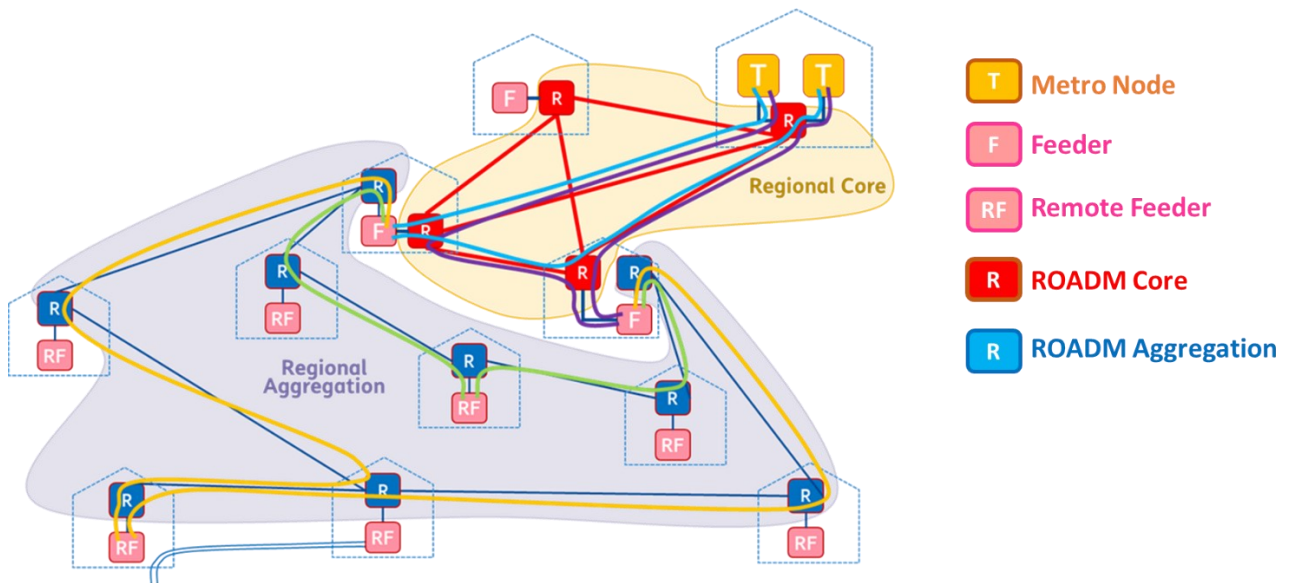 T T
F R
R
Regional Core
R
F R
R
R R
F
R
RF
R
RF
Regional
Aggregation
R
RF
R
RF
R
RF
R
RF
R
RF
T Metro Node
F Feeder
RF Remote Feeder
R ROADM Core
R ROADM Aggregation